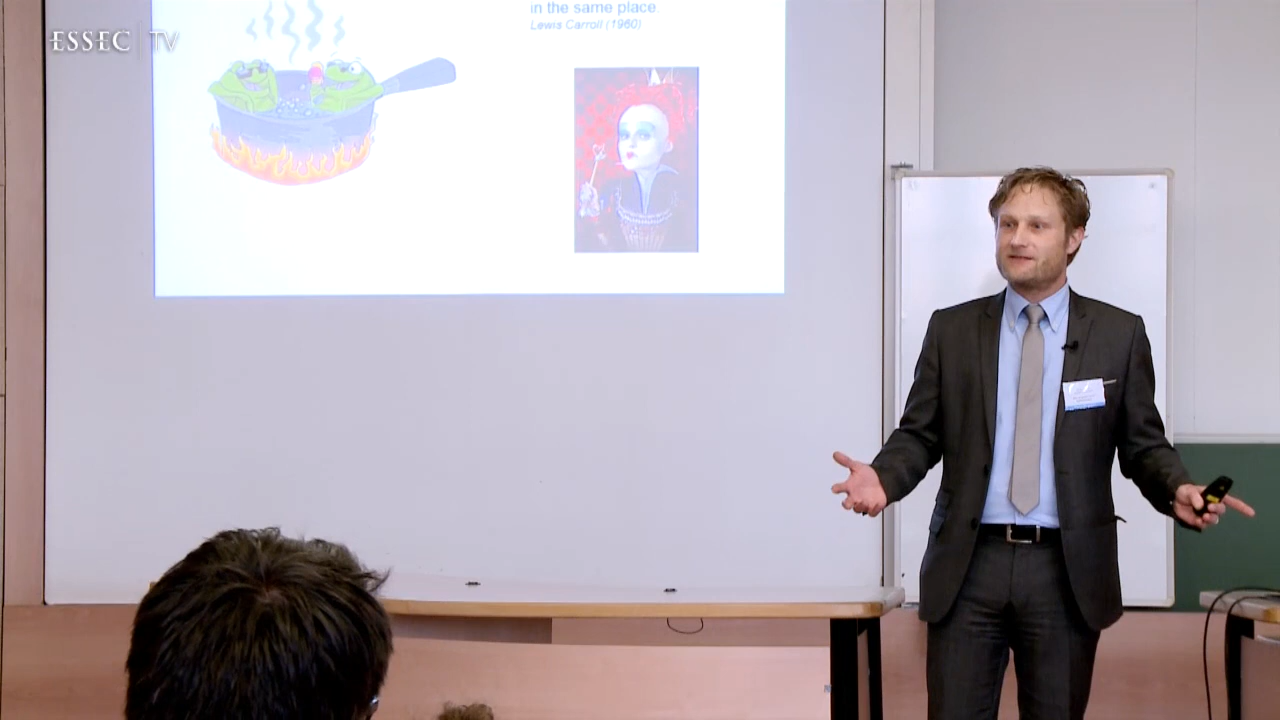 ESSEC TV
in the same place.
Lewis Carroll (1960)